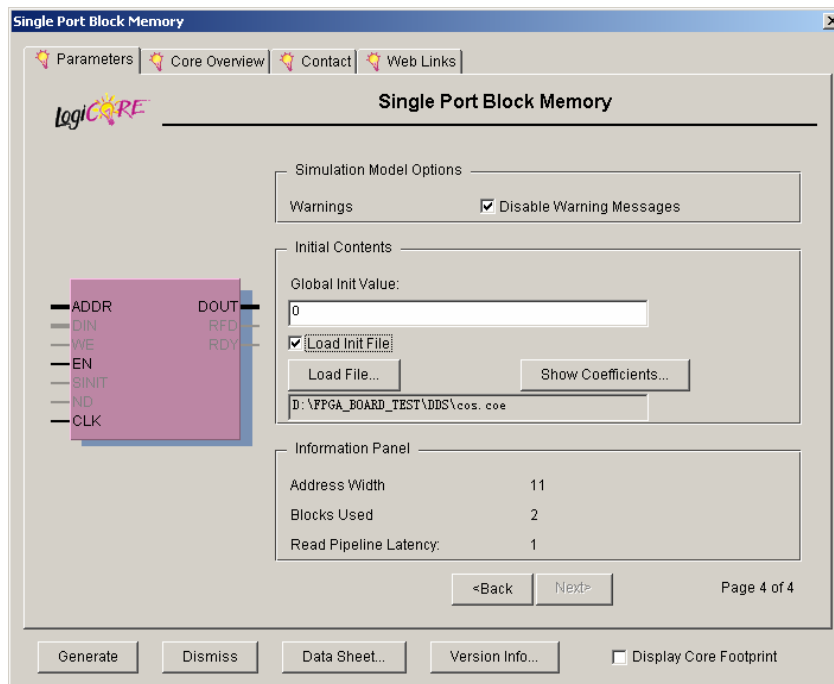 Single Port Block Memory
Parameters Core Overview Contact Web Links
LogiCORE
Single Port Block Memory
Simulation Model Options
Warnings Disable Warning Messages
Initial Contents
Global Init Value:
0
Load Init File
Load File... Show Coefficients...
D:\FPGA_BOARD_TEST\DDS\cos.coe
ADDR DOUT
DIN RFD
WE RDY
EN
SINIT
ND
CLK
Information Panel
Address Width 11
Blocks Used 2
Read Pipeline Latency: 1
<Back Next> Page 4 of 4
Generate Dismiss Data Sheet... Version Info... Display Core Footprint